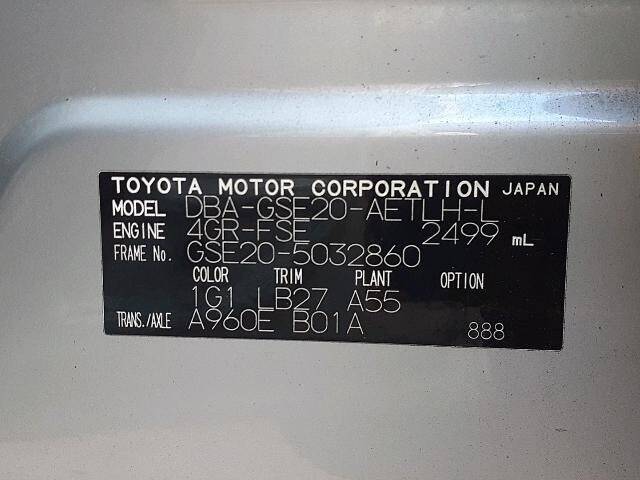 TOYOTA MOTOR CORPORATION JAPAN
MODEL DBA-GSE20-AETLH-L
ENGINE 4GR-FSE 2499 mL
FRAME No. GSE20-5032860
COLOR TRIM PLANT OPTION
1G1 LB27 A55
TRANS./AXLE A960E B01A 888